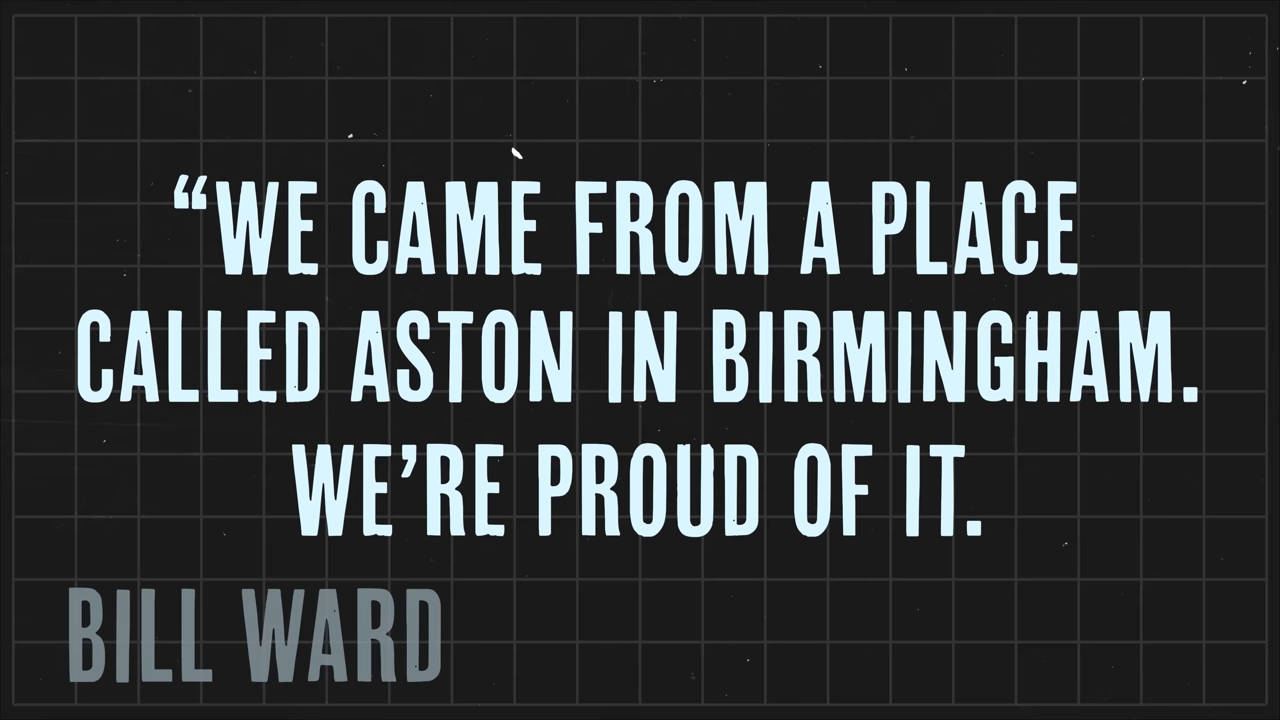 “WE CAME FROM A PLACE
CALLED ASTON IN BIRMINGHAM.
WE’RE PROUD OF IT.
BILL WARD